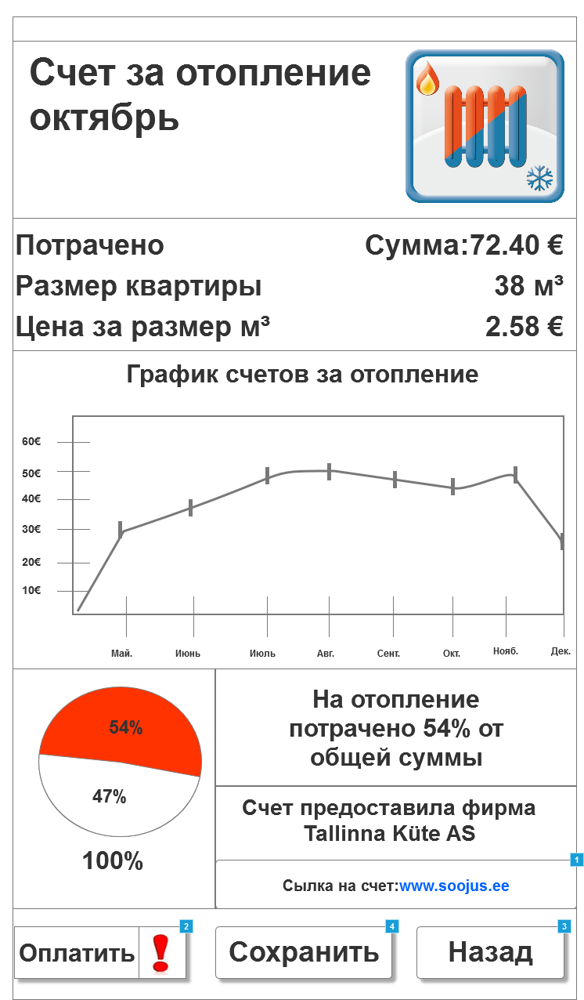 Счет за отопление
октябрь
Потрачено Сумма:72.40 €
Размер квартиры 38 м³
Цена за размер м³ 2.58 €
График счетов за отопление
60€
50€
40€
30€
20€
10€
Май. Июнь Июль Авг. Сент. Окт. Нояб. Дек.
54%
47%
100%
На отопление
потрачено 54% от
общей суммы
Счет предоставила фирма
Tallinna Küte AS
1
Сылка на счет:www.soojus.ee
2
4
3
Оплатить Сохранить Назад